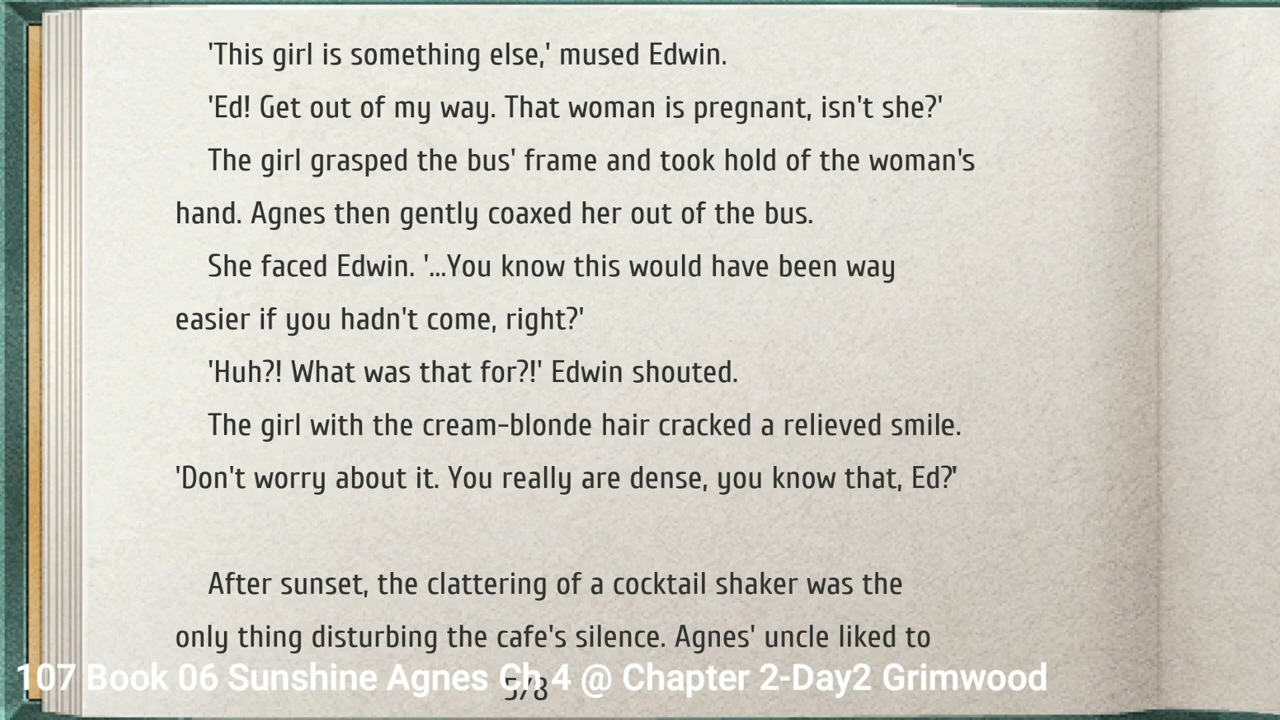 'This girl is something else,' mused Edwin.
'Ed! Get out of my way. That woman is pregnant, isn't she?'
The girl grasped the bus' frame and took hold of the woman's
hand. Agnes then gently coaxed her out of the bus.
She faced Edwin. '...You know this would have been way
easier if you hadn't come, right?'
'Huh?! What was that for?!' Edwin shouted.
The girl with the cream-blonde hair cracked a relieved smile.
'Don't worry about it. You really are dense, you know that, Ed?'
After sunset, the clattering of a cocktail shaker was the
only thing disturbing the cafe's silence. Agnes' uncle liked to
107 Book 06 Sunshine Agnes Ch 4 @ Chapter 2-Day2 Grimwood
5/8